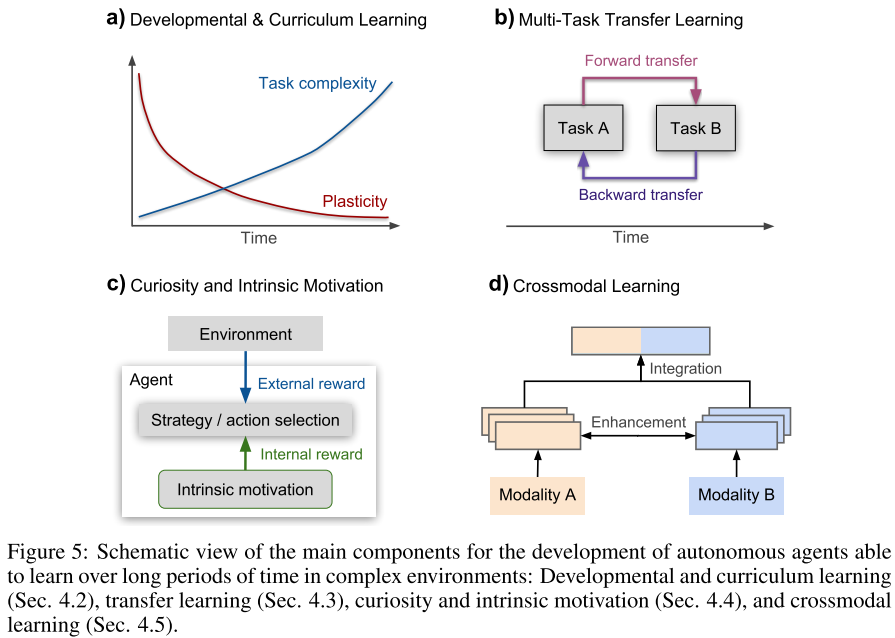 a) Developmental & Curriculum Learning
Task complexity
Plasticity
Time
b) Multi-Task Transfer Learning
Forward transfer
Task A
Task B
Backward transfer
Time
c) Curiosity and Intrinsic Motivation
Environment
Agent
External reward
Strategy / action selection
Internal reward
Intrinsic motivation
d) Crossmodal Learning
Integration
Enhancement
Modality A
Modality B
Figure 5: Schematic view of the main components for the development of autonomous agents able
to learn over long periods of time in complex environments: Developmental and curriculum learning
(Sec. 4.2), transfer learning (Sec. 4.3), curiosity and intrinsic motivation (Sec. 4.4), and crossmodal
learning (Sec. 4.5).